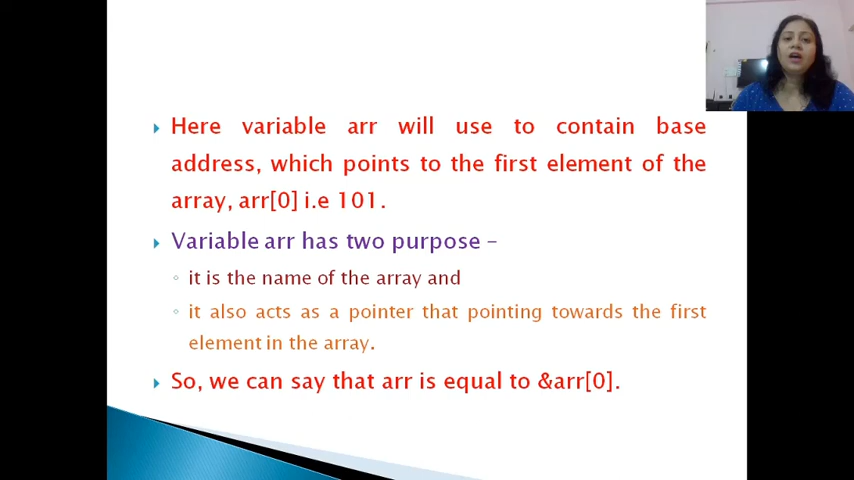 Here variable arr will use to contain base
address, which points to the first element of the
array, arr[0] i.e 101.
Variable arr has two purpose –
it is the name of the array and
it also acts as a pointer that pointing towards the first
element in the array.
So, we can say that arr is equal to &arr[0].